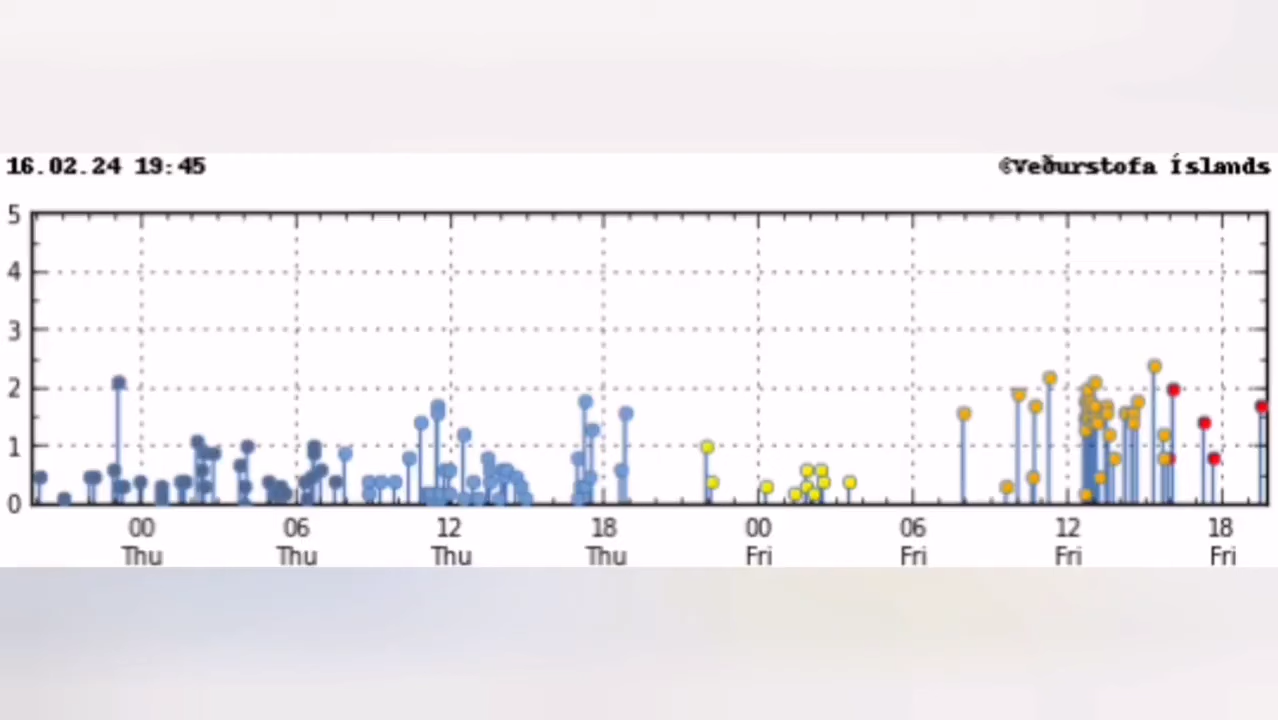 16.02.24 19:45
©Veðurstofa Íslands
5
4
3
2
1
0
00 06 12 18 00 06 12 18
Thu Thu Thu Thu Fri Fri Fri Fri